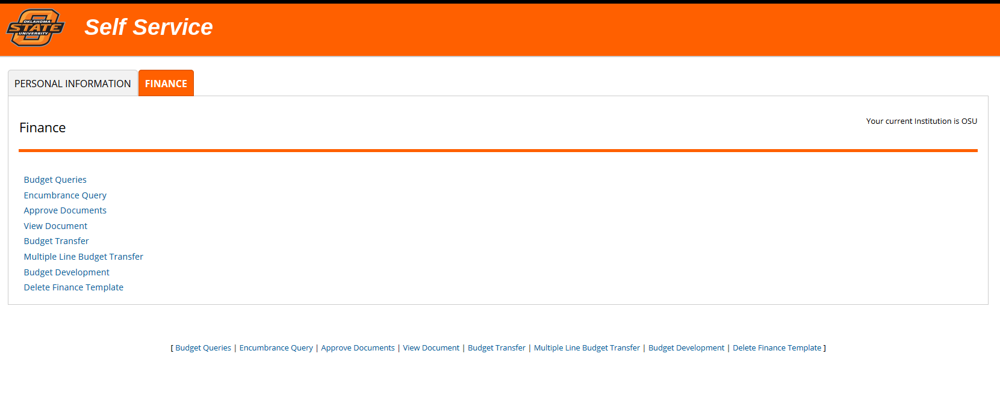 OKLAHOMA
STATE
UNIVERSITY
Self Service
PERSONAL INFORMATION
FINANCE
Finance
Your current Institution is OSU
Budget Queries
Encumbrance Query
Approve Documents
View Document
Budget Transfer
Multiple Line Budget Transfer
Budget Development
Delete Finance Template
[ Budget Queries | Encumbrance Query | Approve Documents | View Document | Budget Transfer | Multiple Line Budget Transfer | Budget Development | Delete Finance Template ]